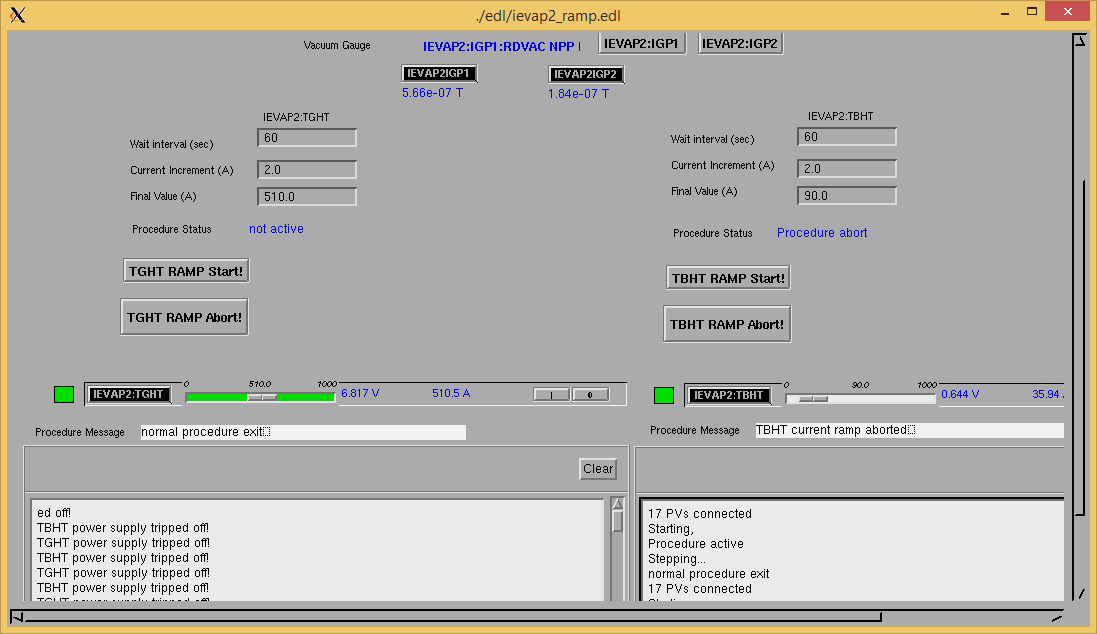 ./edl/ievap2_ramp.edl
Vacuum Gauge
IEVAP2:IGP1:RDVAC NPP
IEVAP2:IGP1
IEVAP2:IGP2
IEVAP2IGP1
IEVAP2IGP2
5.66e-07 T
1.84e-07 T
IEVAP2:TGHT
Wait interval (sec)
60
Current Increment (A)
2.0
Final Value (A)
510.0
Procedure Status
not active
TGHT RAMP Start!
TGHT RAMP Abort!
IEVAP2:TBHT
Wait interval (sec)
60
Current Increment (A)
2.0
Final Value (A)
90.0
Procedure Status
Procedure abort
TBHT RAMP Start!
TBHT RAMP Abort!
IEVAP2:TGHT
0 510.0 1000
6.817 V 510.5 A
I 0
IEVAP2:TBHT
0 90.0 1000
0.644 V 35.94
Procedure Message
normal procedure exit
Procedure Message
TBHT current ramp aborted
Clear
ed off!
TBHT power supply tripped off!
TGHT power supply tripped off!
TBHT power supply tripped off!
TGHT power supply tripped off!
TBHT power supply tripped off!
17 PVs connected
Starting,
Procedure active
Stepping...
normal procedure exit
17 PVs connected